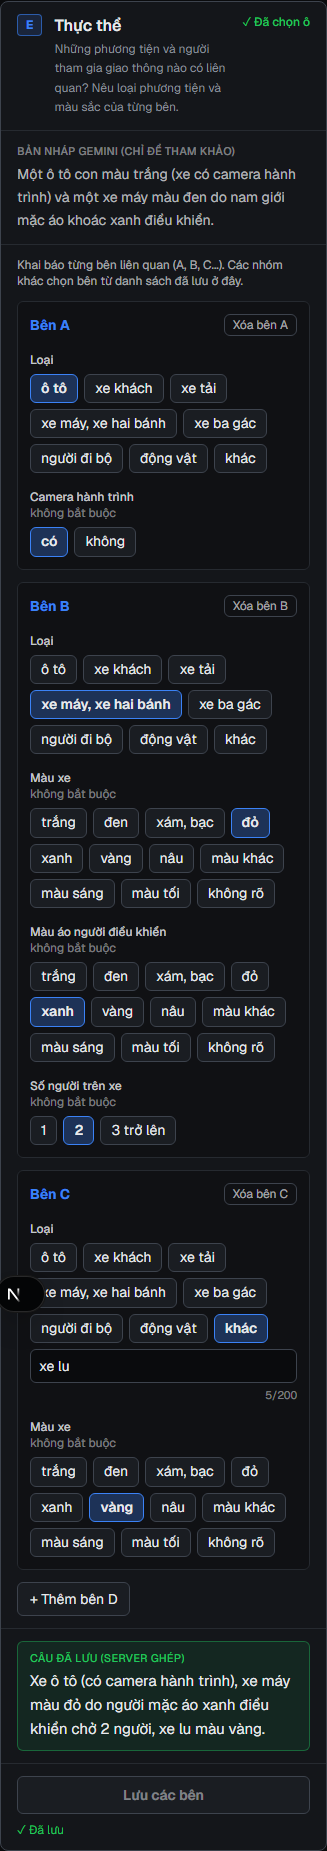 E Thực thể ✓ Đã chọn ô
Những phương tiện và người
tham gia giao thông nào có liên
quan? Nêu loại phương tiện và
màu sắc của từng bên.
BẢN NHÁP GEMINI (CHỈ ĐỂ THAM KHẢO)
Một ô tô con màu trắng (xe có camera hành
trình) và một xe máy màu đen do nam giới
mặc áo khoác xanh điều khiển.
Khai báo từng bên liên quan (A, B, C...). Các nhóm
khác chọn bên từ danh sách đã lưu ở đây.
Bên A Xóa bên A
Loại
ô tô xe khách xe tải
xe máy, xe hai bánh xe ba gác
người đi bộ động vật khác
Camera hành trình
không bắt buộc
có không
Bên B Xóa bên B
Loại
ô tô xe khách xe tải
xe máy, xe hai bánh xe ba gác
người đi bộ động vật khác
Màu xe
không bắt buộc
trắng đen xám, bạc đỏ
xanh vàng nâu màu khác
màu sáng màu tối không rõ
Màu áo người điều khiển
không bắt buộc
trắng đen xám, bạc đỏ
xanh vàng nâu màu khác
màu sáng màu tối không rõ
Số người trên xe
không bắt buộc
1 2 3 trở lên
Bên C Xóa bên C
Loại
ô tô xe khách xe tải
N xe máy, xe hai bánh xe ba gác
người đi bộ động vật khác
xe lu
5/200
Màu xe
không bắt buộc
trắng đen xám, bạc đỏ
xanh vàng nâu màu khác
màu sáng màu tối không rõ
+ Thêm bên D
CÂU ĐÃ LƯU (SERVER GHÉP)
Xe ô tô (có camera hành trình), xe máy
màu đỏ do người mặc áo xanh điều
khiển chở 2 người, xe lu màu vàng.
Lưu các bên
✓ Đã lưu